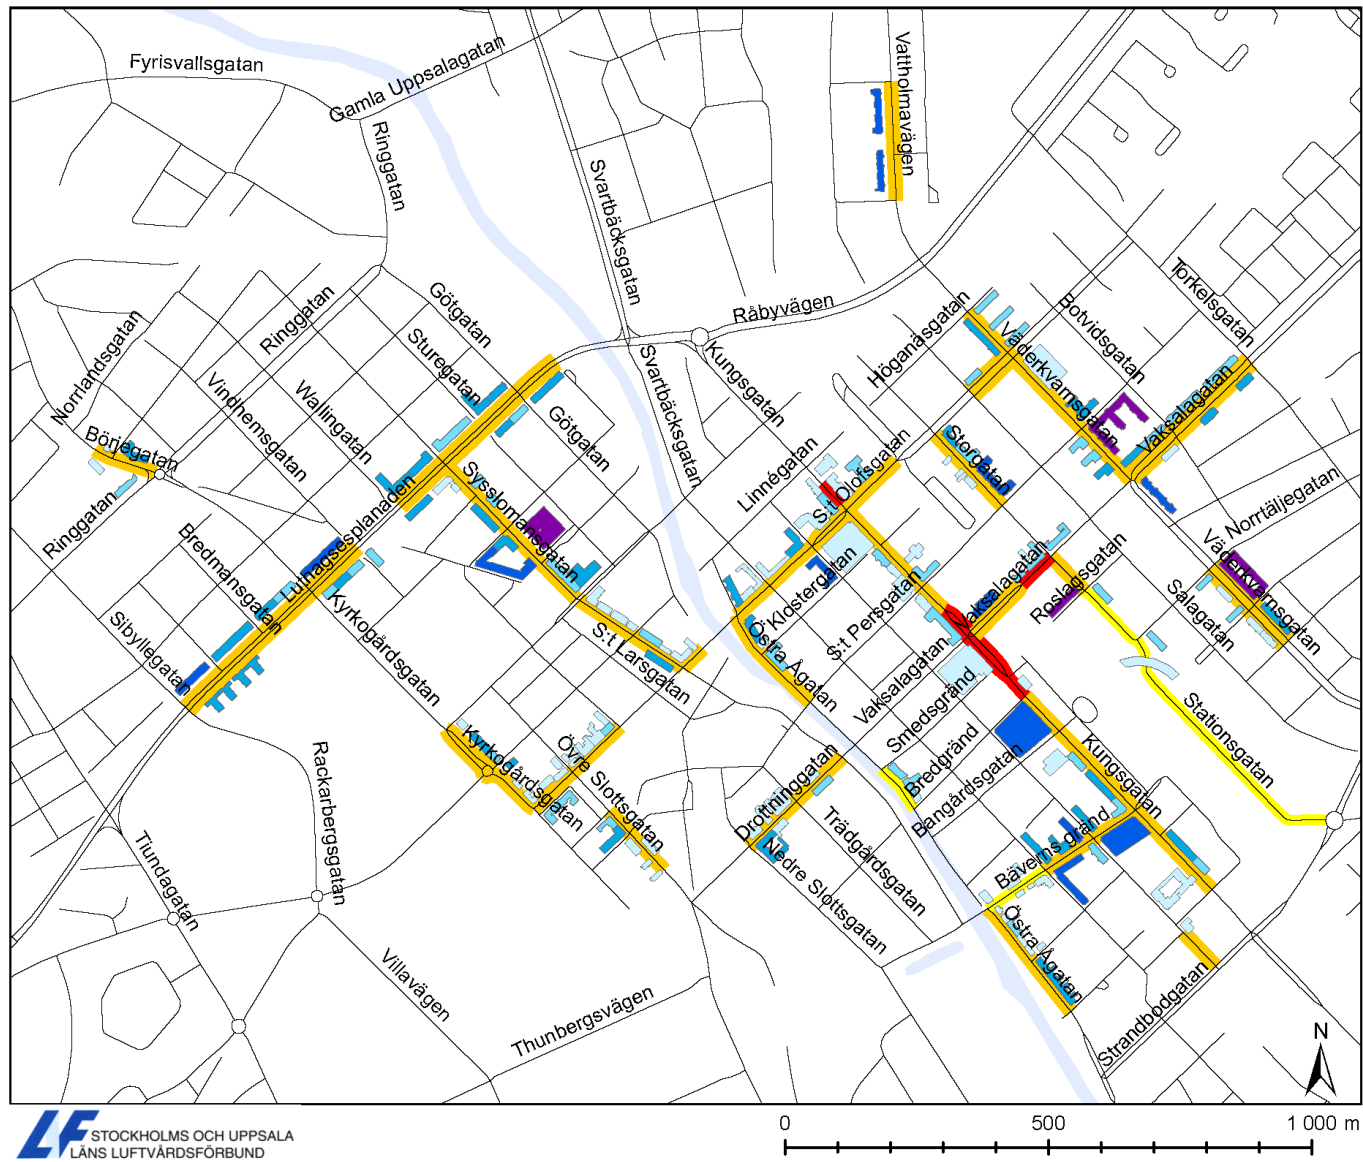 Fyrisvallsgatan
Gamla Uppsalagatan
Vattholmavägen
Ringgatan
Svartbäcksgatan
Torkelsgatan
Råbyvägen
Götgatan
Ringgatan
Höganäsgatan
Botvidsgatan
Norrlandsgatan
Sturegatan
Svartbäcksgatan
Kungsgatan
Väderkvarnsgatan
Vaksalagatan
Vindhemsgatan
Wallingatan
Götgatan
Börjegatan
Linnégatan
S:t Olofsgatan
Storgatan
Norrtäljegatan
Sysslomansgatan
Luthagsesplanaden
Ringgatan
Bredmansgatan
Klostergatan
Ö
Vaksalagatan
Roslagsgatan
Väderkvarnsgatan
Salagatan
S:t Persgatan
Sibyllegatan
Kyrkogårdsgatan
S:t Larsgatan
Östra Ågatan
Vaksalagatan
Smedsgränd
Stationsgatan
Rackarbergsgatan
Kyrkogårdsgatan
Övre Slottsgatan
Bredgränd
Bangårdsgatan
Kungsgatan
Drottninggatan
Trädgårdsgatan
Nedre Slottsgatan
Bäverns gränd
Tiundagatan
Östra Ågatan
Villavägen
Thunbergsvägen
Strandbodgatan
N
LF
STOCKHOLMS OCH UPPSALA
LÄNS LUFTVÅRDSFÖRBUND
0 500 1 000 m